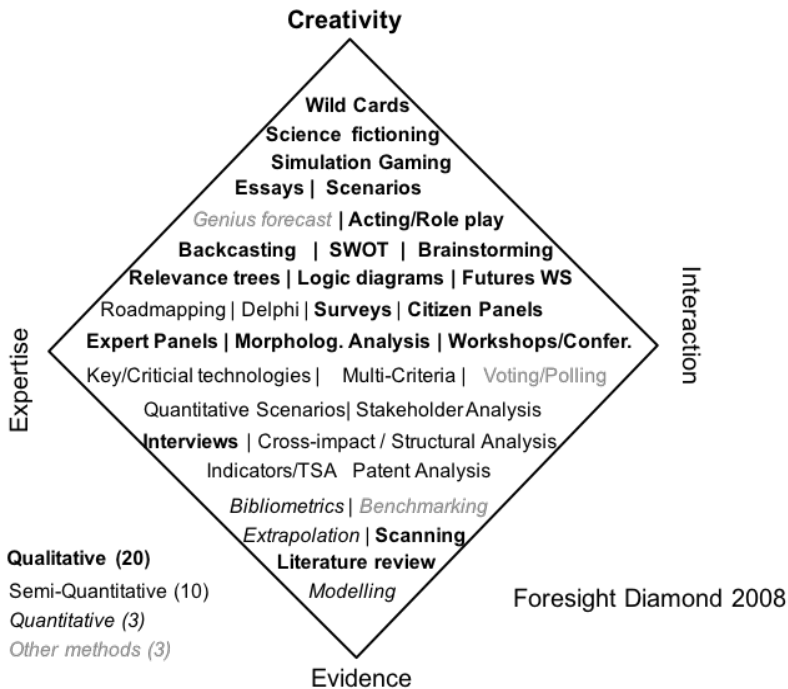 Creativity
Wild Cards
Science fictioning
Simulation Gaming
Essays | Scenarios
Genius forecast | Acting/Role play
Backcasting | SWOT | Brainstorming
Relevance trees | Logic diagrams | Futures WS
Roadmapping | Delphi | Surveys | Citizen Panels
Expert Panels | Morpholog. Analysis | Workshops/Confer.
Key/Criticial technologies | Multi-Criteria | Voting/Polling
Quantitative Scenarios| Stakeholder Analysis
Interviews | Cross-impact / Structural Analysis
Indicators/TSA Patent Analysis
Bibliometrics | Benchmarking
Extrapolation | Scanning
Literature review
Modelling
Expertise
Interaction
Evidence
Qualitative (20)
Semi-Quantitative (10)
Quantitative (3)
Other methods (3)
Foresight Diamond 2008